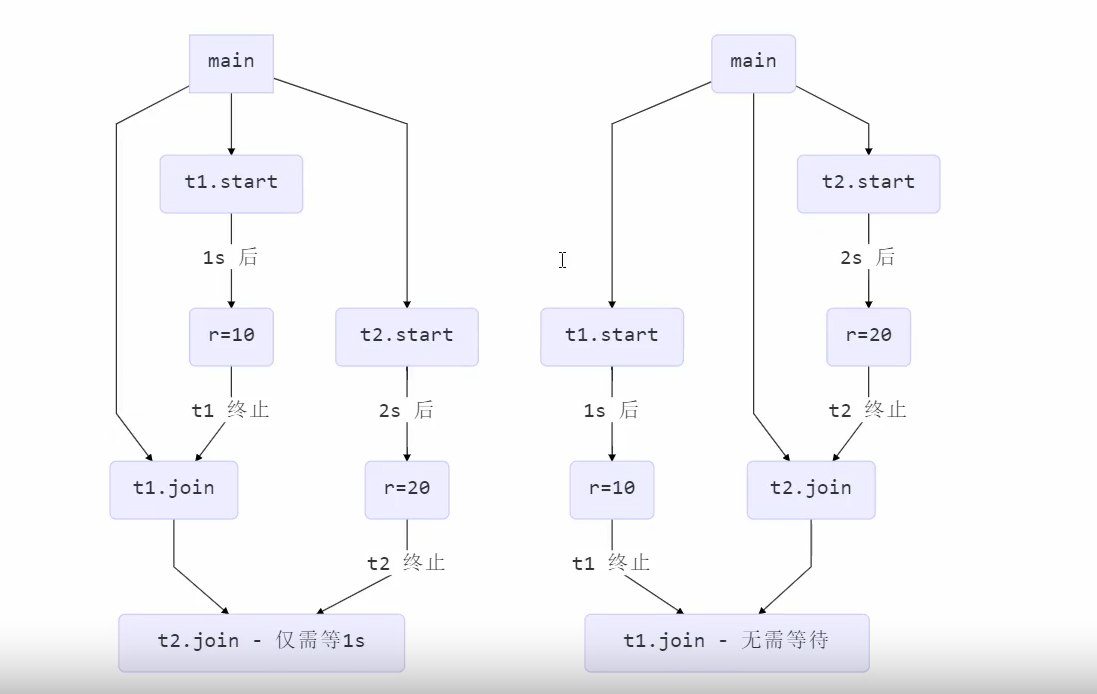 main
t1.start
1s 后
r=10
t2.start
t1 终止
2s 后
t1.join
r=20
t2 终止
t2.join - 仅需等1s
main
t2.start
2s 后
t1.start
r=20
1s 后
t2 终止
r=10
t2.join
t1 终止
t1.join - 无需等待